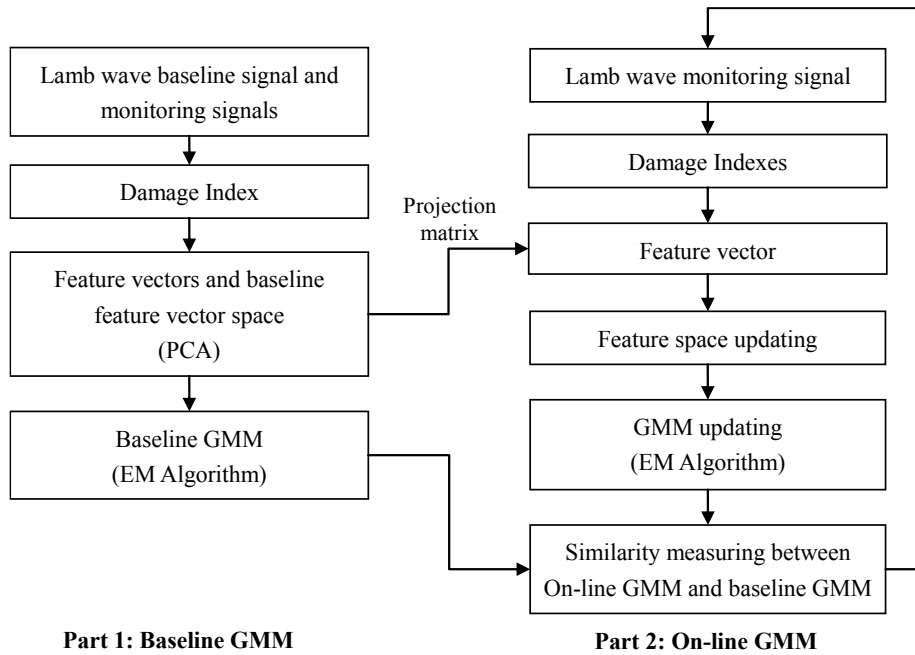 Lamb wave baseline signal and
monitoring signals
Damage Index
Feature vectors and baseline
feature vector space
(PCA)
Baseline GMM
(EM Algorithm)
Part 1: Baseline GMM
Projection
matrix
Lamb wave monitoring signal
Damage Indexes
Feature vector
Feature space updating
GMM updating
(EM Algorithm)
Similarity measuring between
On-line GMM and baseline GMM
Part 2: On-line GMM